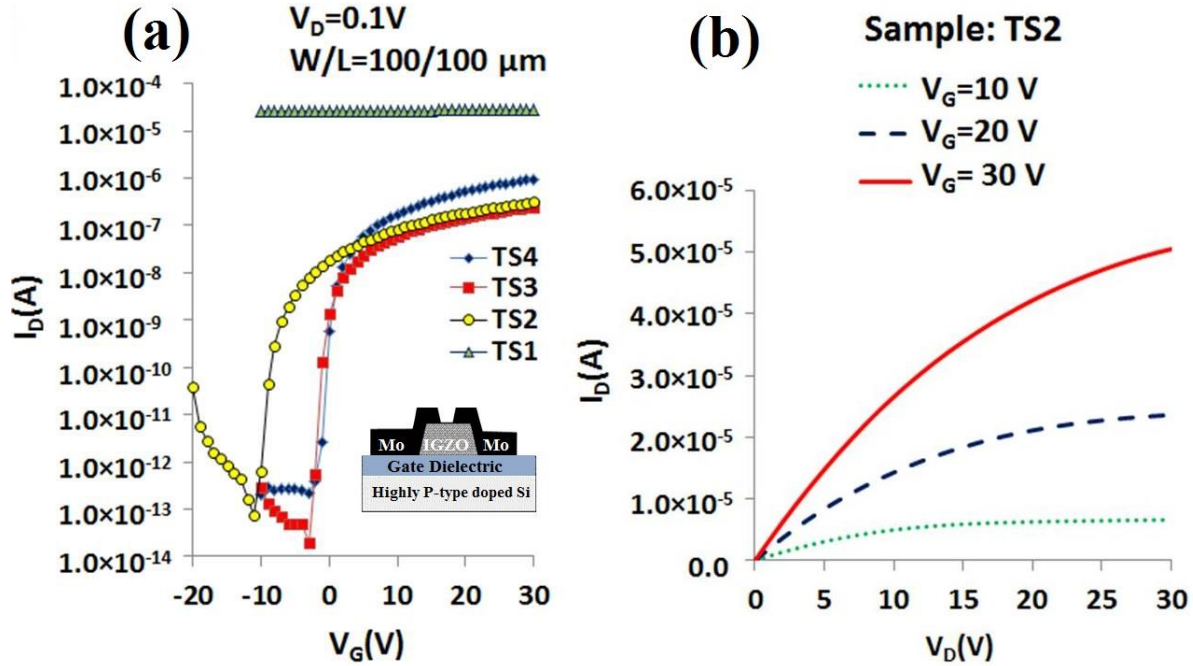 (a)
V_D=0.1V
W/L=100/100 μm
1.0×10⁻⁴
1.0×10⁻⁵
1.0×10⁻⁶
1.0×10⁻⁷
1.0×10⁻⁸
1.0×10⁻⁹
1.0×10⁻¹⁰
1.0×10⁻¹¹
1.0×10⁻¹²
1.0×10⁻¹³
1.0×10⁻¹⁴
I_D(A)
TS4
TS3
TS2
TS1
Mo IGZO Mo
Gate Dielectric
Highly P-type doped Si
-20 -10 0 10 20 30
V_G(V)
(b)
Sample: TS2
V_G=10 V
V_G=20 V
V_G= 30 V
6.0×10⁻⁵
5.0×10⁻⁵
4.0×10⁻⁵
3.0×10⁻⁵
2.0×10⁻⁵
1.0×10⁻⁵
0.0
I_D(A)
0 5 10 15 20 25 30
V_D(V)